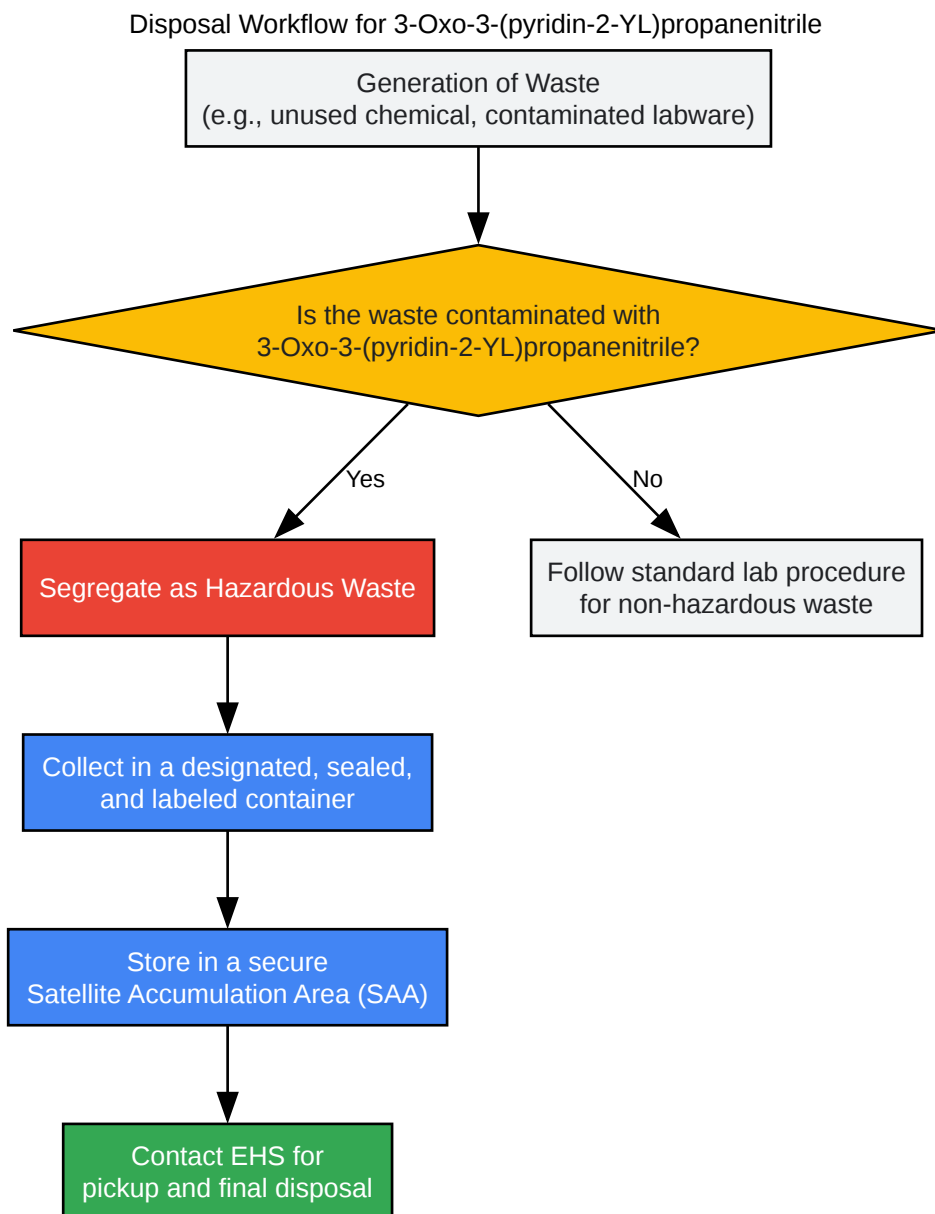 Disposal Workflow for 3-Oxo-3-(pyridin-2-YL)propanenitrile
Generation of Waste
(e.g., unused chemical, contaminated labware)
Is the waste contaminated with
3-Oxo-3-(pyridin-2-YL)propanenitrile?
Yes
No
Segregate as Hazardous Waste
Follow standard lab procedure
for non-hazardous waste
Collect in a designated, sealed,
and labeled container
Store in a secure
Satellite Accumulation Area (SAA)
Contact EHS for
pickup and final disposal